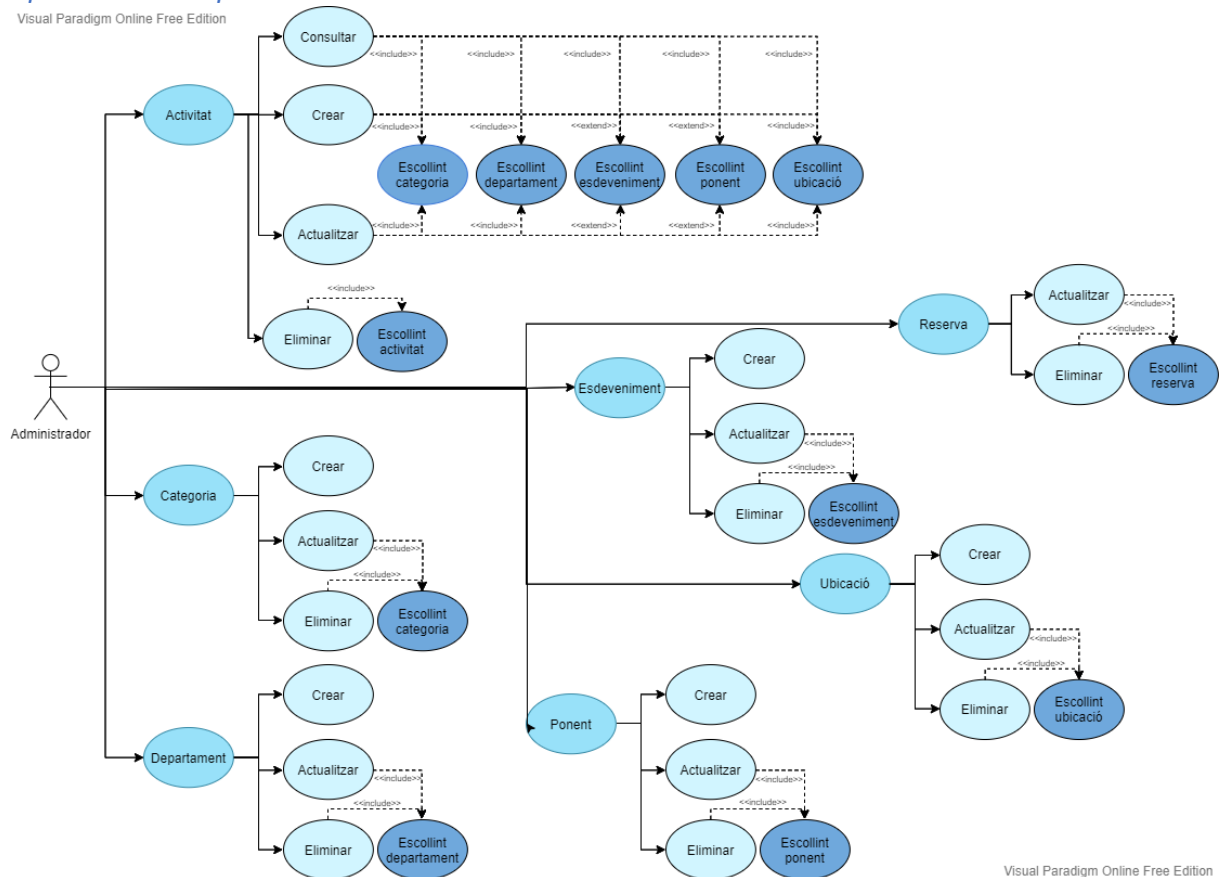 Visual Paradigm Online Free Edition
Consultar
<<include>>
<<include>>
<<include>>
<<include>>
<<include>>
Activitat
Crear
<<include>>
<<include>>
<<extend>>
<<extend>>
<<include>>
Escollint
categoria
Escollint
departament
Escollint
esdeveniment
Escollint
ponent
Escollint
ubicació
Actualitzar
<<include>>
<<include>>
<<extend>>
<<extend>>
<<include>>
<<include>>
Eliminar
Escollint
activitat
Reserva
Actualitzar
<<include>>
<<include>>
Eliminar
Escollint
reserva
Administrador
Esdeveniment
Crear
Actualitzar
<<include>>
<<include>>
Eliminar
Escollint
esdeveniment
Categoria
Crear
Actualitzar
<<include>>
<<include>>
Eliminar
Escollint
categoria
Ubicació
Crear
Actualitzar
<<include>>
<<include>>
Eliminar
Escollint
ubicació
Departament
Crear
Actualitzar
<<include>>
<<include>>
Eliminar
Escollint
departament
Ponent
Crear
Actualitzar
<<include>>
<<include>>
Eliminar
Escollint
ponent
Visual Paradigm Online Free Edition